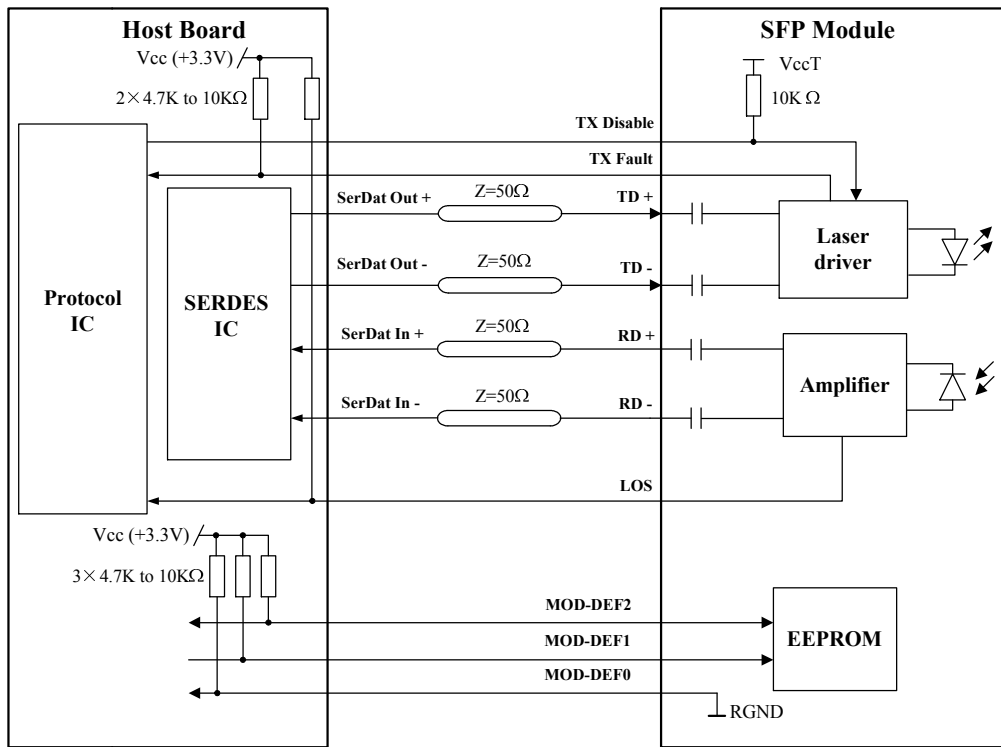 Host Board
SFP Module
Vcc (+3.3V)
VccT
2×4.7K to 10KΩ
10K Ω
TX Disable
TX Fault
SerDat Out +
Z=50Ω
TD +
Laser
driver
SerDat Out -
Z=50Ω
TD -
Protocol
IC
SERDES
IC
SerDat In +
Z=50Ω
RD +
Amplifier
SerDat In -
Z=50Ω
RD -
LOS
Vcc (+3.3V)
3×4.7K to 10KΩ
MOD-DEF2
MOD-DEF1
MOD-DEF0
EEPROM
RGND